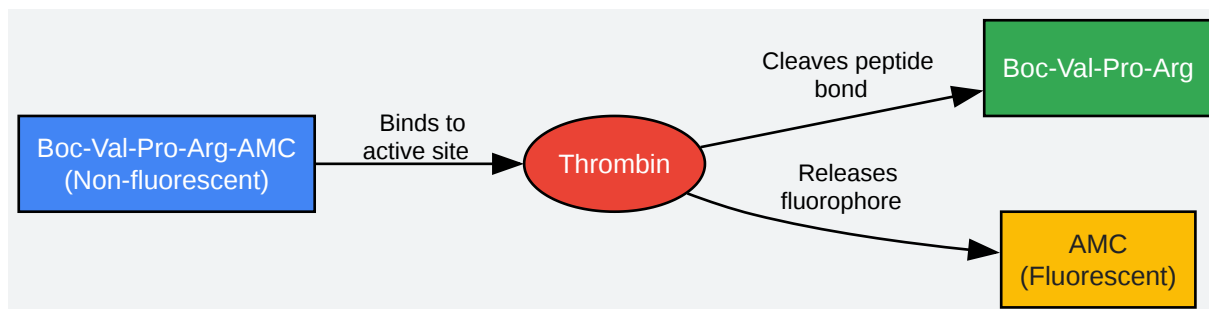 Boc-Val-Pro-Arg-AMC
(Non-fluorescent)
Binds to
active site
Thrombin
Cleaves peptide
bond
Boc-Val-Pro-Arg
Releases
fluorophore
AMC
(Fluorescent)